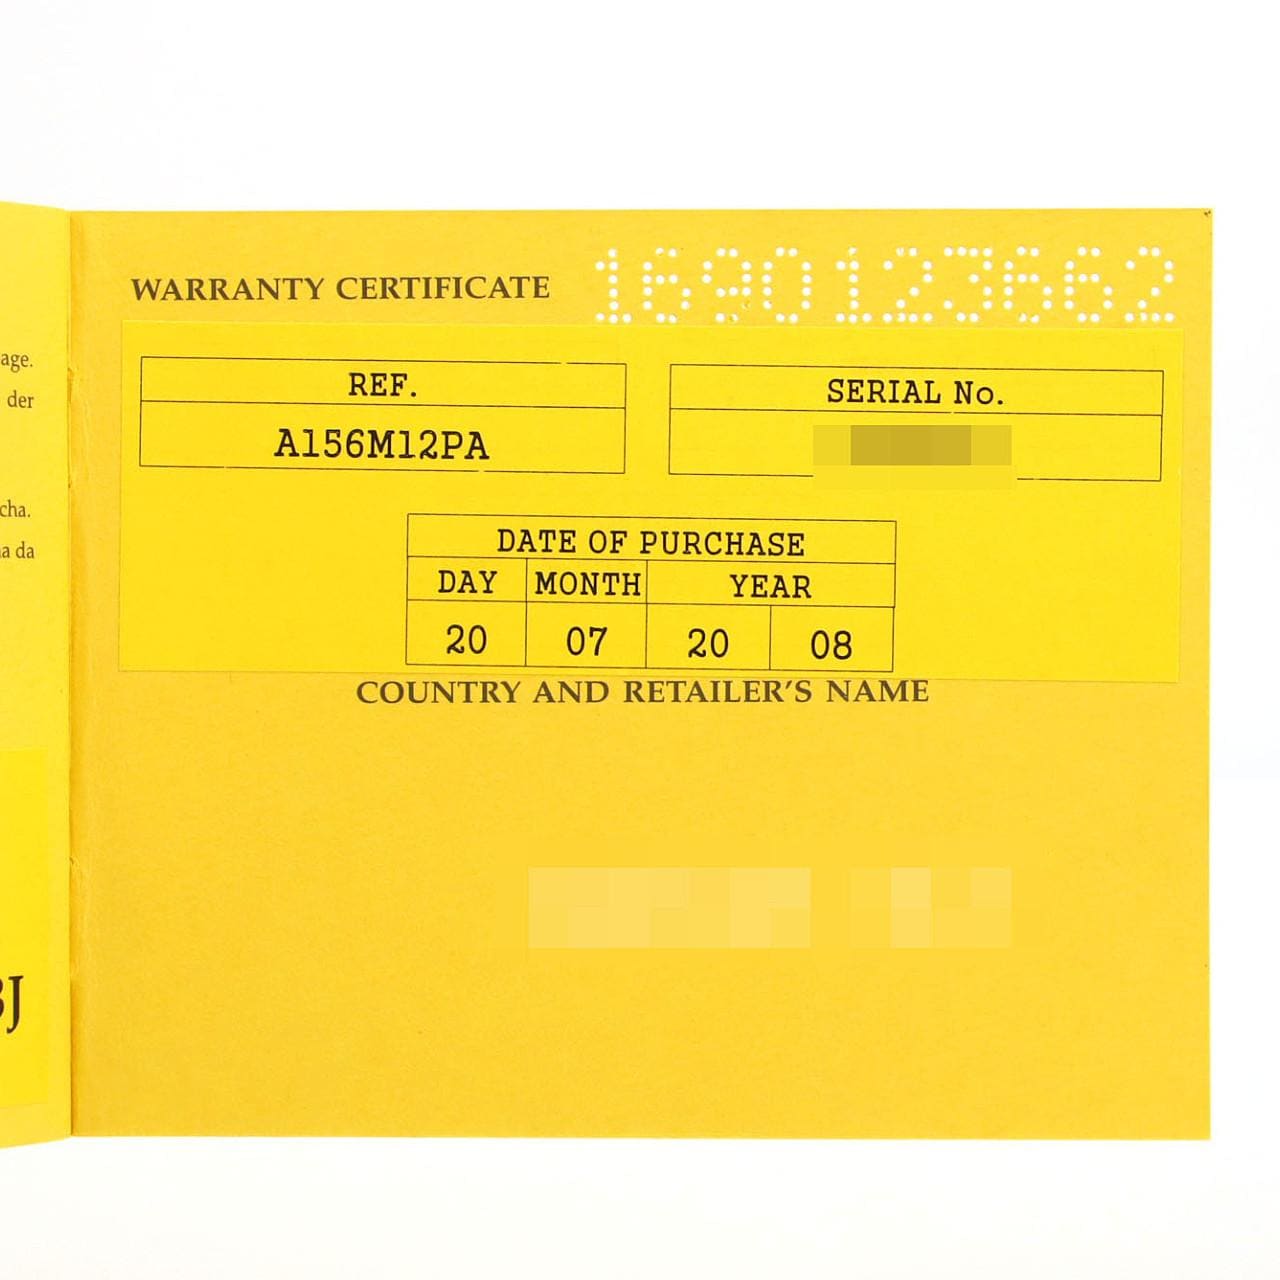 age.
der
cha.
a da
BJ
WARRANTY CERTIFICATE 1690123662
REF.
A156M12PA
SERIAL No.
DATE OF PURCHASE
DAY MONTH YEAR
20 07 20 08
COUNTRY AND RETAILER'S NAME